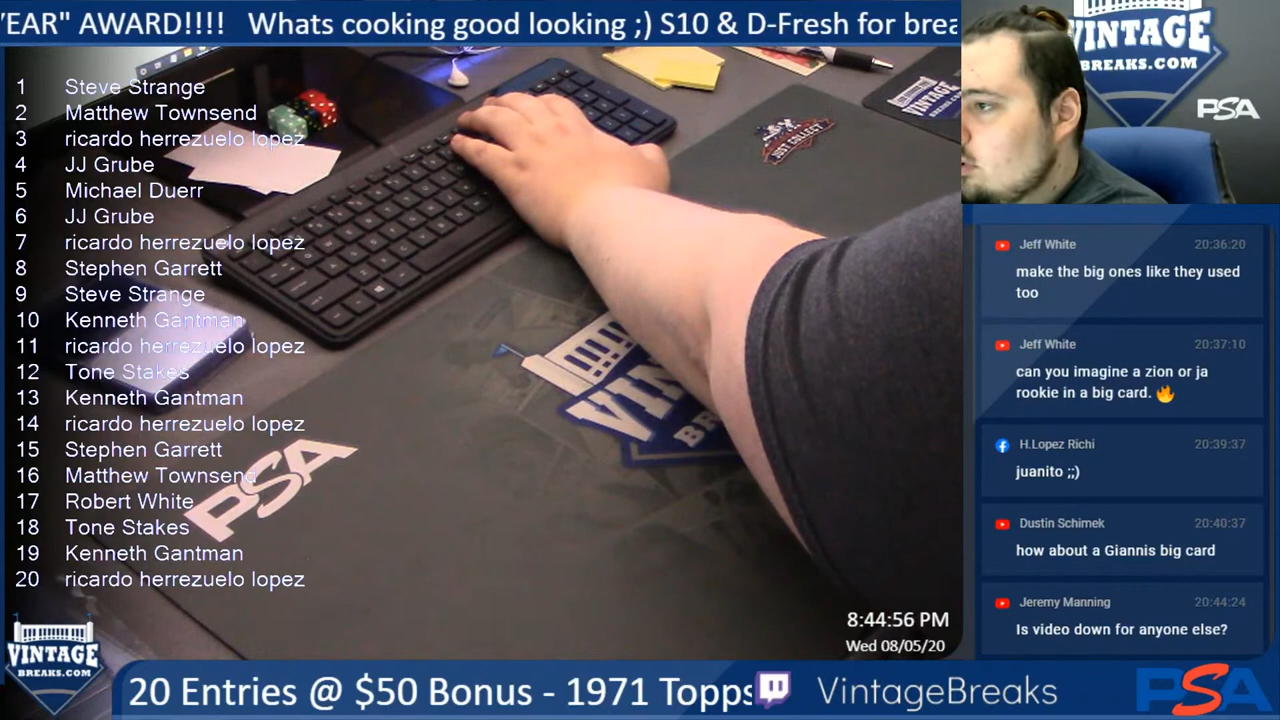 YEAR" AWARD!!!! Whats cooking good looking ;) S10 & D-Fresh for brea
VINTAGE
BREAKS.COM
PSA
1 Steve Strange
2 Matthew Townsend
3 ricardo herrezuelo lopez
4 JJ Grube
5 Michael Duerr
6 JJ Grube
7 ricardo herrezuelo lopez
8 Stephen Garrett
9 Steve Strange
10 Kenneth Gantman
11 ricardo herrezuelo lopez
12 Tone Stakes
13 Kenneth Gantman
14 ricardo herrezuelo lopez
15 Stephen Garrett
16 Matthew Townsend
17 Robert White
18 Tone Stakes
19 Kenneth Gantman
20 ricardo herrezuelo lopez
JUST COLLECT
VINTAGE
VIN
BR
PSA
Jeff White 20:36:20
make the big ones like they used
too
Jeff White 20:37:10
can you imagine a zion or ja
rookie in a big card. 🔥
H.Lopez Richi 20:39:37
juanito ;;)
Dustin Schimek 20:40:37
how about a Giannis big card
Jeremy Manning 20:44:24
Is video down for anyone else?
8:44:56 PM
Wed 08/05/20
VINTAGE
BREAKS.COM
20 Entries @ $50 Bonus - 1971 Topps
VintageBreaks
PSA